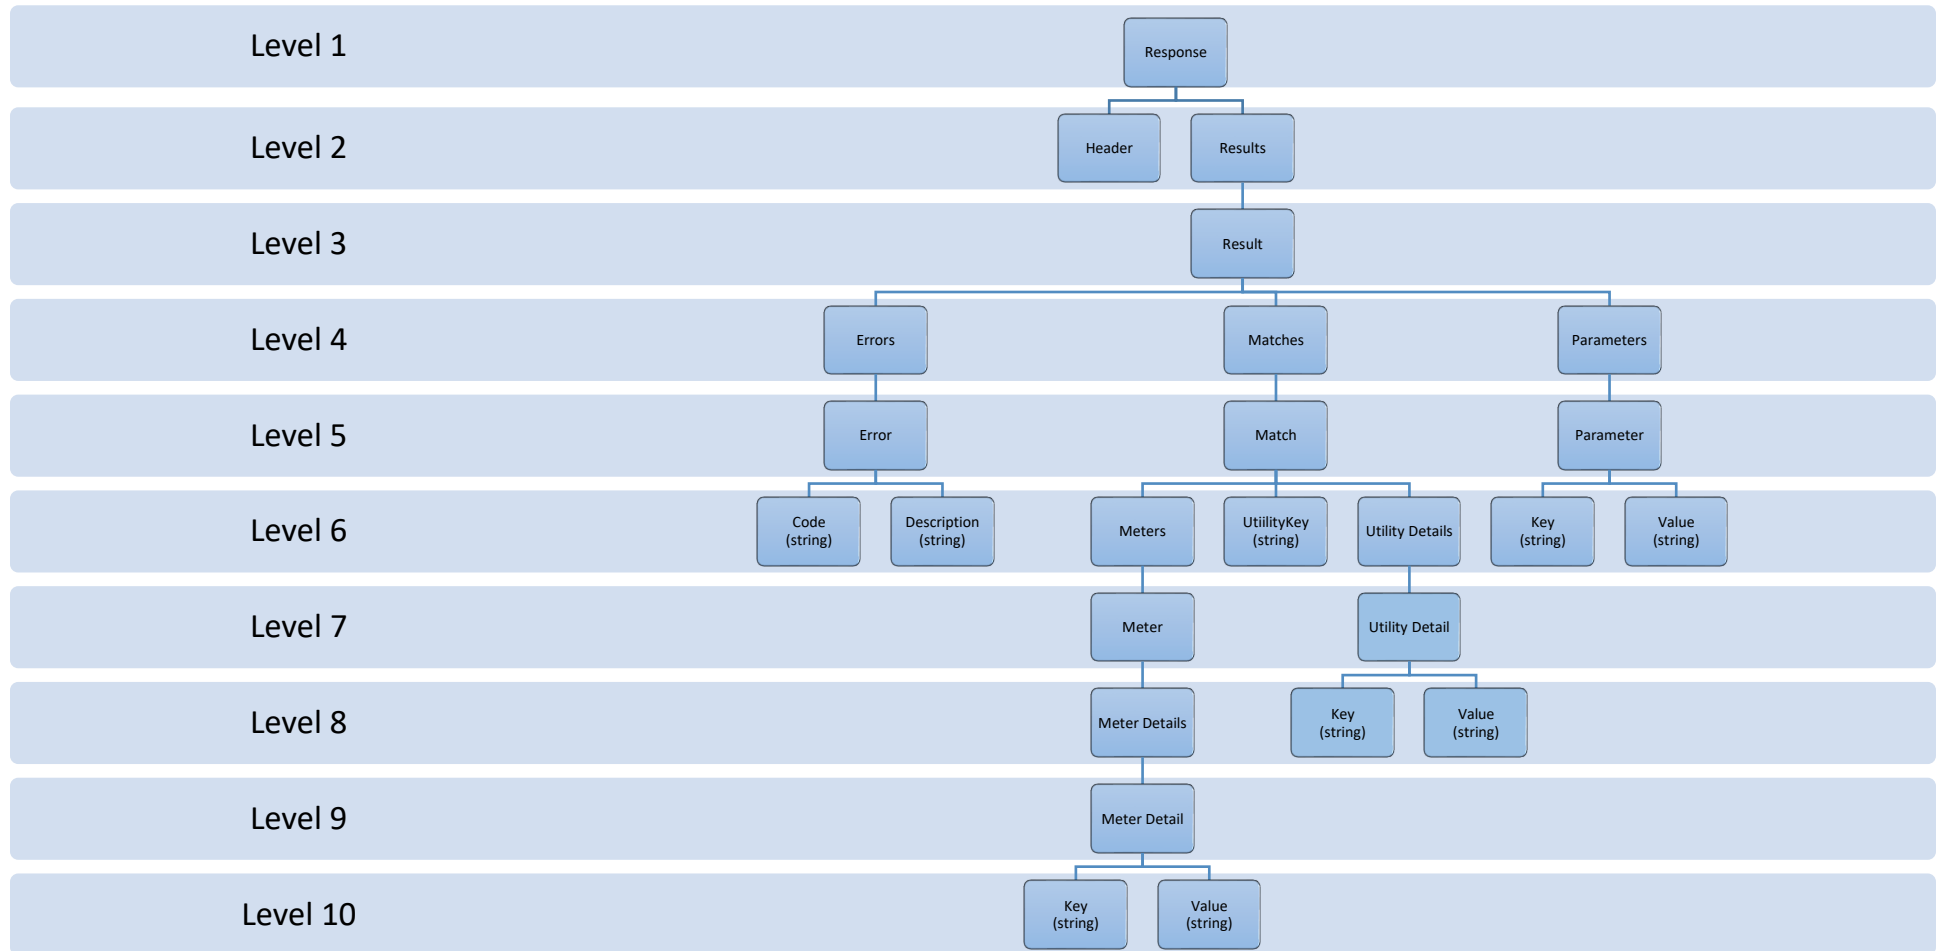 Level 1
Response
Level 2
Header
Results
Level 3
Result
Level 4
Errors
Matches
Parameters
Level 5
Error
Match
Parameter
Level 6
Code
(string)
Description
(string)
Meters
UtiilityKey
(string)
Utility Details
Key
(string)
Value
(string)
Level 7
Meter
Utility Detail
Level 8
Meter Details
Key
(string)
Value
(string)
Level 9
Meter Detail
Level 10
Key
(string)
Value
(string)